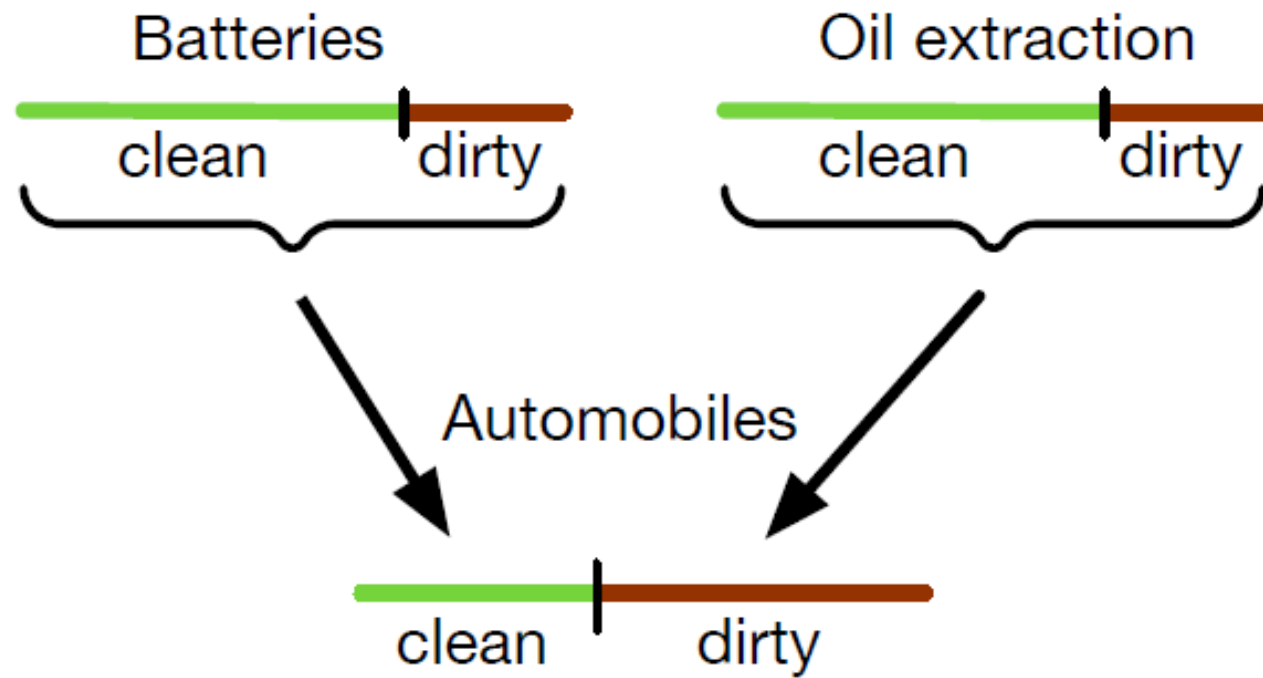 Batteries
Oil extraction
clean dirty
clean dirty
Automobiles
clean dirty